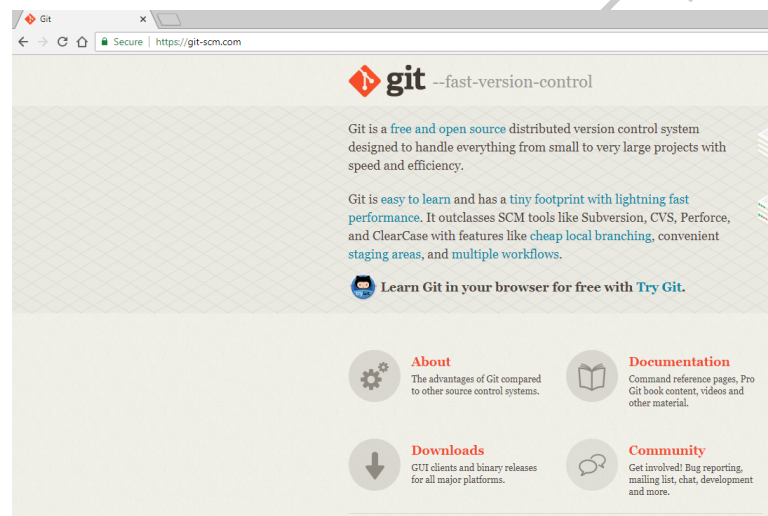 Git
Secure | https://git-scm.com
git --fast-version-control
Git is a free and open source distributed version control system
designed to handle everything from small to very large projects with
speed and efficiency.
Git is easy to learn and has a tiny footprint with lightning fast
performance. It outclasses SCM tools like Subversion, CVS, Perforce,
and ClearCase with features like cheap local branching, convenient
staging areas, and multiple workflows.
Learn Git in your browser for free with Try Git.
About
The advantages of Git compared
to other source control systems.
Documentation
Command reference pages, Pro
Git book content, videos and
other material.
Downloads
GUI clients and binary releases
for all major platforms.
Community
Get involved! Bug reporting,
mailing list, chat, development
and more.